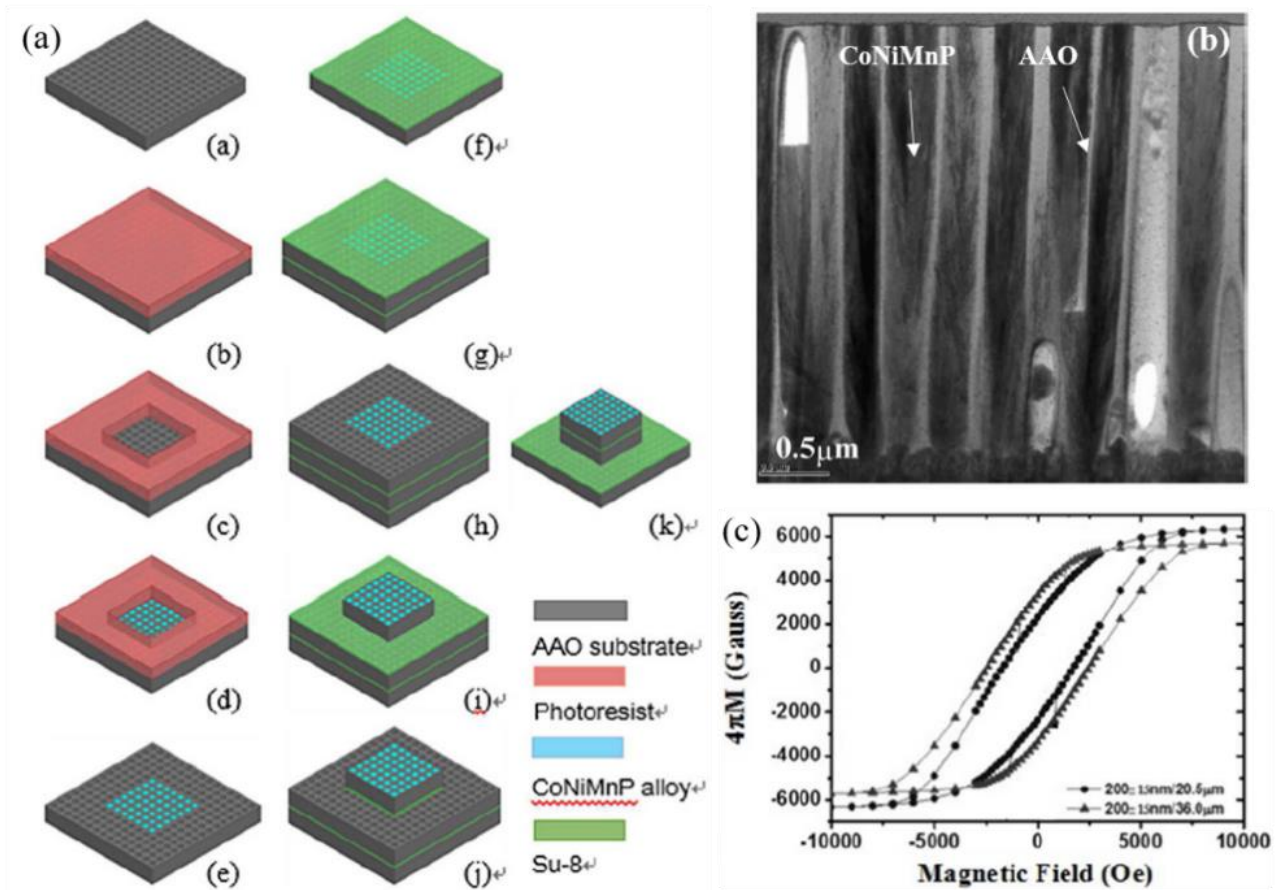 (a)
(a)
(f)↵
(b)
(g)↵
(c)
(h)↵
(k)↵
(d)
(i)↵
(e)
(j)↵
AAO substrate↵
Photoresist↵
CoNiMnP alloy↵
Su-8↵
(b)
CoNiMnP
AAO
0.5μm
(c)
4πM (Gauss)
6000
4000
2000
0
-2000
-4000
-6000
-10000 -5000 0 5000 10000
Magnetic Field (Oe)
200±15nm/20.5μm
200±15nm/36.0μm